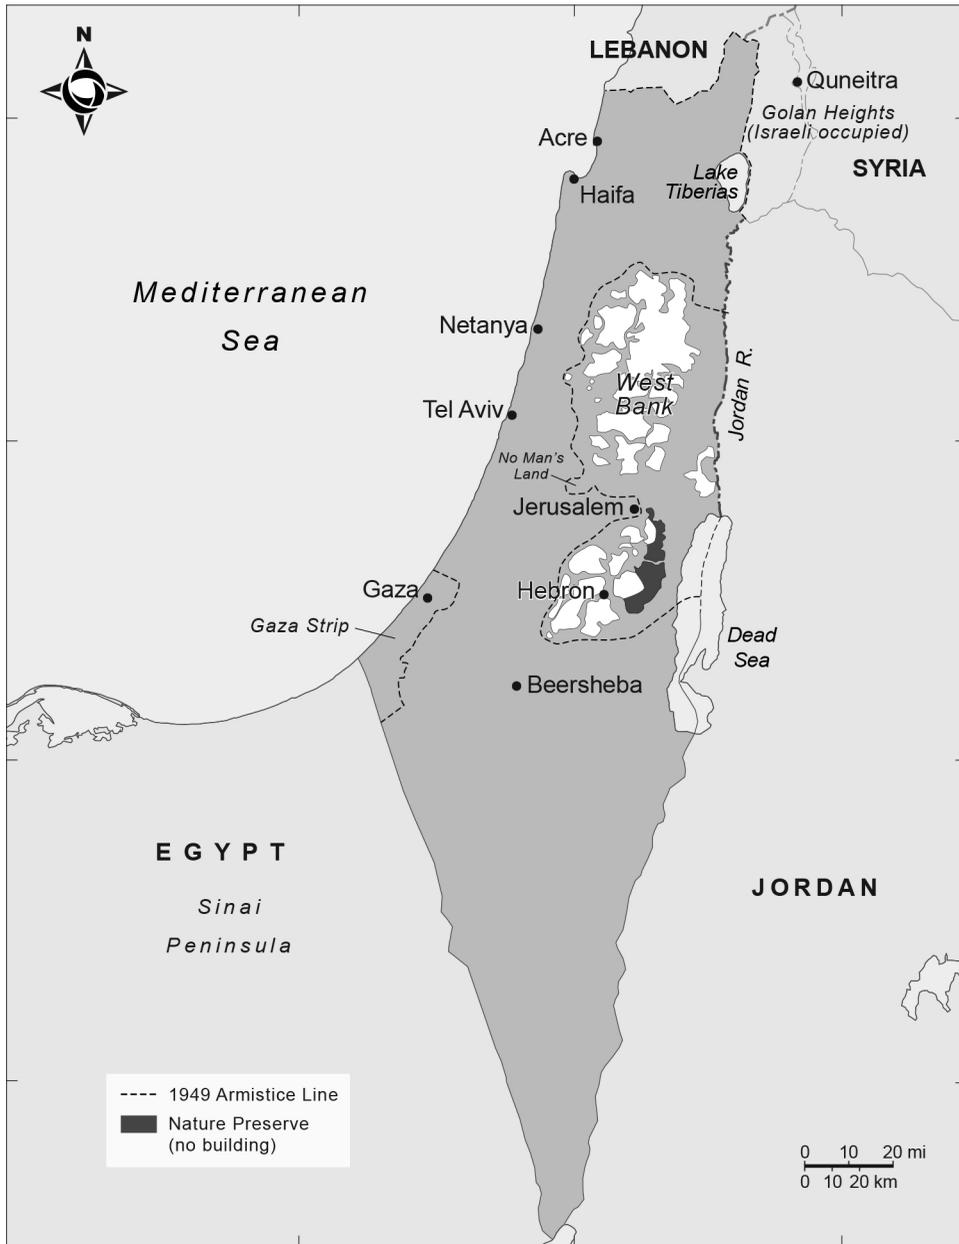 N
LEBANON
Quneitra
Golan Heights
(Israeli occupied)
Acre
SYRIA
Lake
Tiberias
Haifa
Mediterranean
Sea
Netanya
Jordan R.
West
Bank
Tel Aviv
No Man's
Land
Jerusalem
Gaza
Hebron
Gaza Strip
Dead
Sea
Beersheba
EGYPT
Sinai
Peninsula
JORDAN
1949 Armistice Line
Nature Preserve
(no building)
0 10 20 mi
0 10 20 km